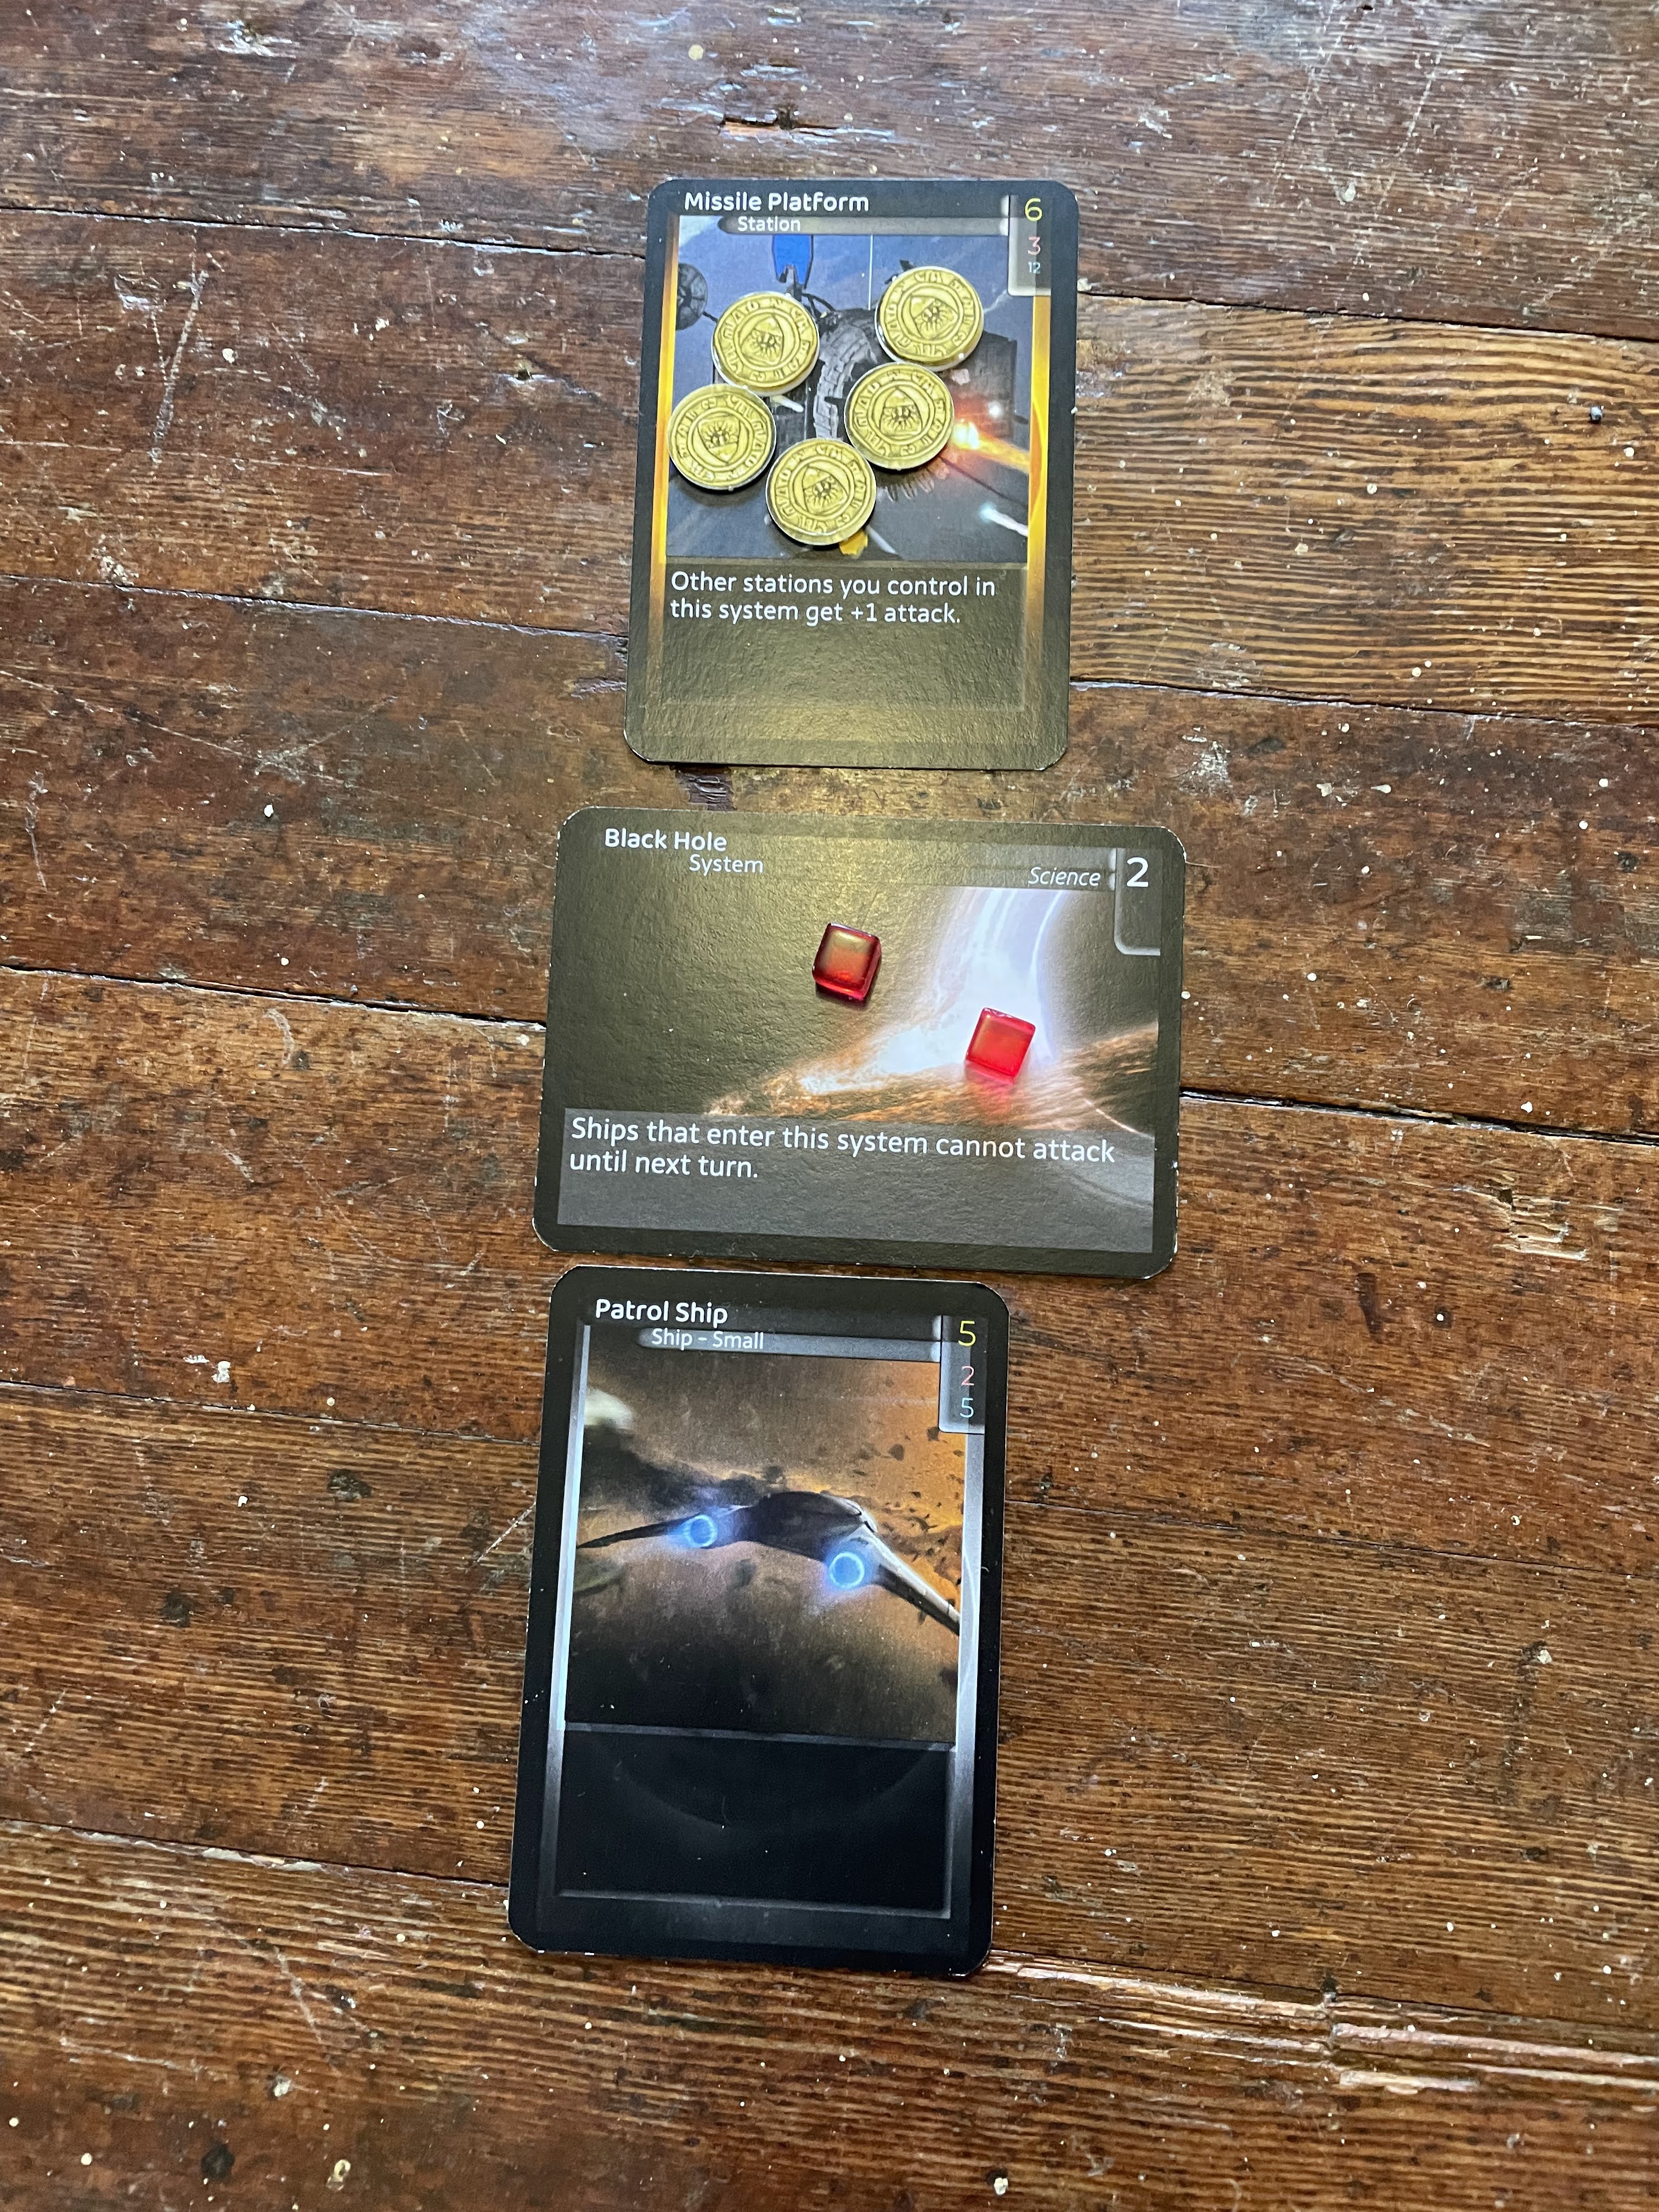 Missile Platform
Station
6
3
12
Other stations you control in
this system get +1 attack.
Black Hole
System
Science
2
Ships that enter this system cannot attack
until next turn.
Patrol Ship
Ship – Small
5
2
5